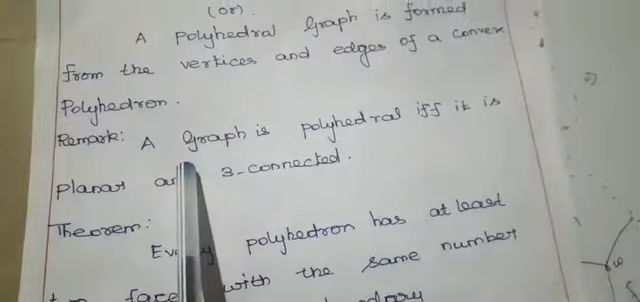 (or).
A polyhedral Graph is formed
from the vertices and edges of a convex
Polyhedron.
Remark: A Graph is polyhedral iff it is
planar 3-connected.
Theorem:
polyhedron has at least
face with the same number
w